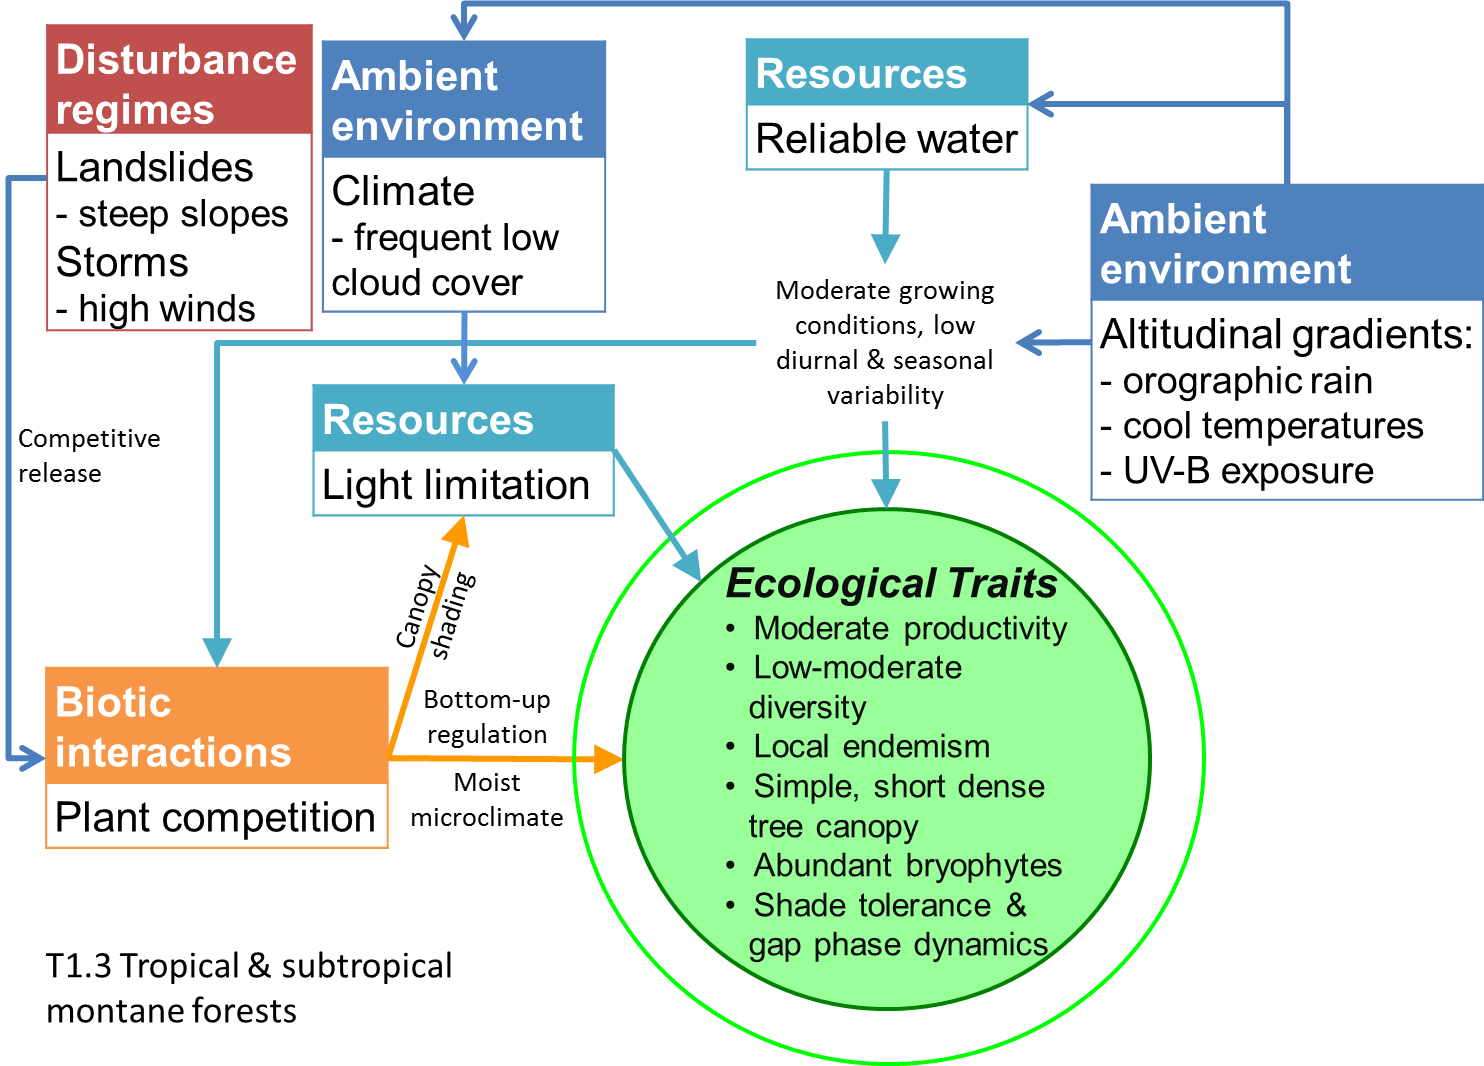 Disturbance
regimes
Landslides
- steep slopes
Storms
- high winds
Ambient
environment
Climate
- frequent low
cloud cover
Resources
Reliable water
Ambient
environment
Altitudinal gradients:
- orographic rain
- cool temperatures
- UV-B exposure
Moderate growing
conditions, low
diurnal & seasonal
variability
Competitive
release
Resources
Light limitation
Canopy
shading
Biotic
interactions
Plant competition
Bottom-up
regulation
Moist
microclimate
Ecological Traits
• Moderate productivity
• Low-moderate
diversity
• Local endemism
• Simple, short dense
tree canopy
• Abundant bryophytes
• Shade tolerance &
gap phase dynamics
T1.3 Tropical & subtropical
montane forests